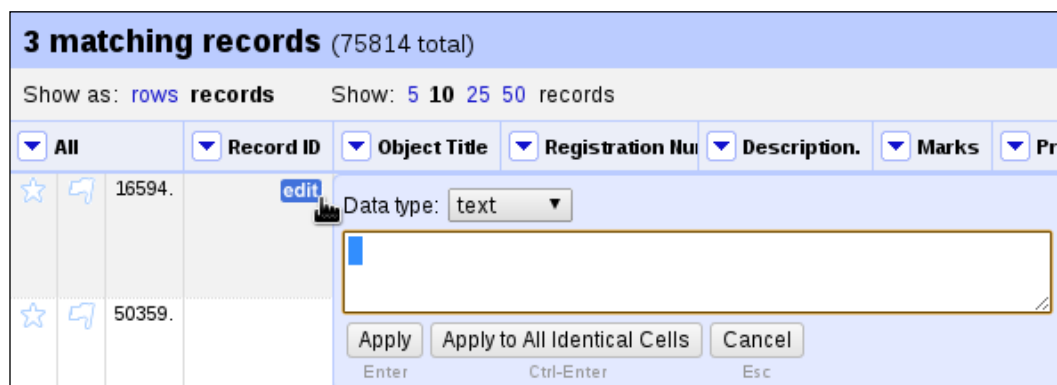 3 matching records (75814 total)
Show as: rows records Show: 5 10 25 50 records
All Record ID Object Title Registration Nu Description. Marks Pr
16594. edit Data type: text
50359.
Apply Apply to All Identical Cells Cancel
Enter Ctrl-Enter Esc